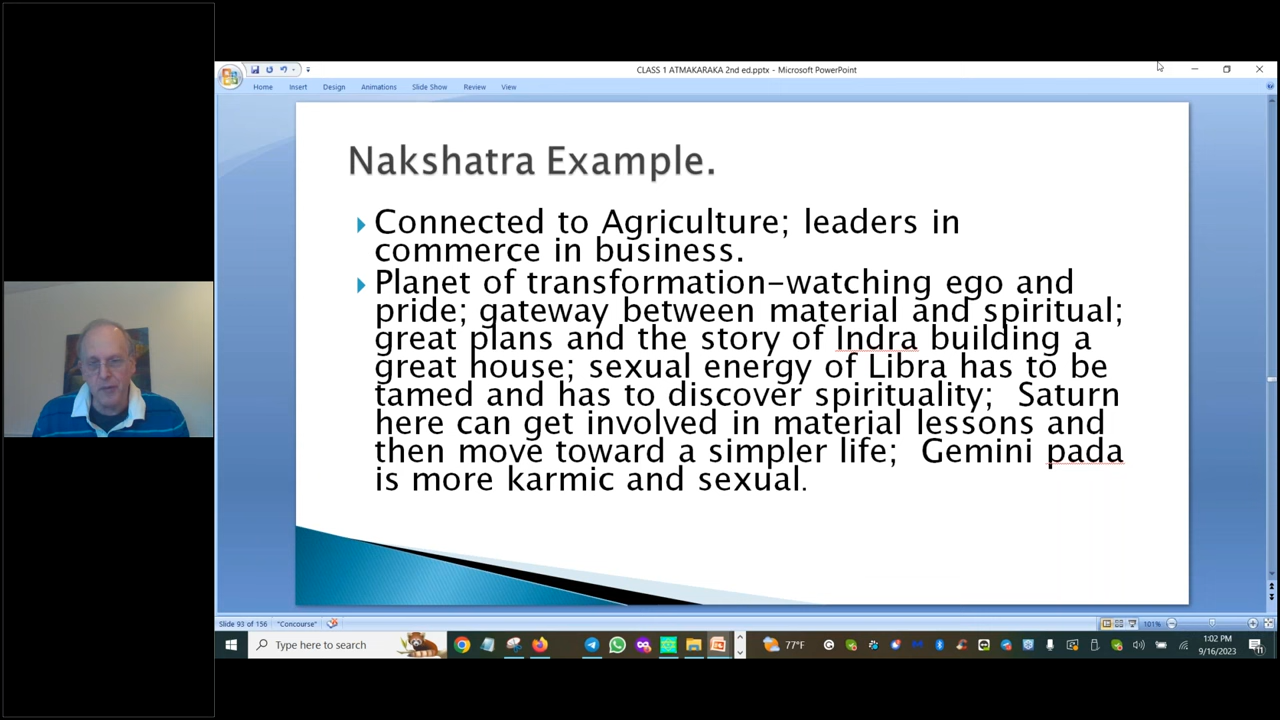 CLASS 1 ATMAKARAKA 2nd ed.pptx - Microsoft PowerPoint
Home Insert Design Animations Slide Show Review View
Nakshatra Example.
Connected to Agriculture; leaders in
commerce in business.
Planet of transformation-watching ego and
pride; gateway between material and spiritual;
great plans and the story of Indra building a
great house; sexual energy of Libra has to be
tamed and has to discover spirituality; Saturn
here can get involved in material lessons and
then move toward a simpler life; Gemini pada
is more karmic and sexual.
Slide 93 of 156 "Concourse" 101%
Type here to search 77°F 1:02 PM
9/16/2023